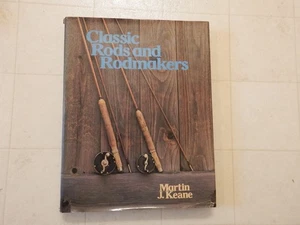 Classic
Rods and
Rodmakers
Martin
J. Keane